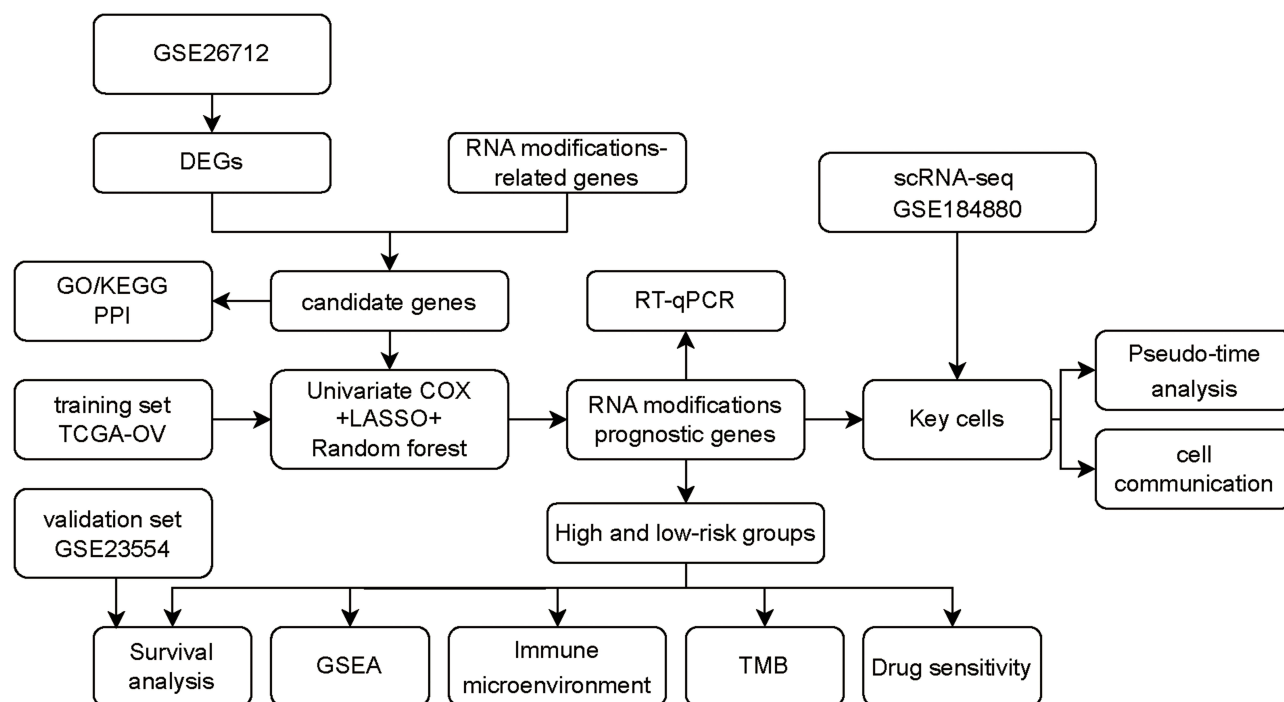 GSE26712
DEGs
RNA modifications-
related genes
scRNA-seq
GSE184880
GO/KEGG
PPI
candidate genes
RT-qPCR
Pseudo-time
analysis
training set
TCGA-OV
Univariate COX
+LASSO+
Random forest
RNA modifications
prognostic genes
Key cells
cell
communication
validation set
GSE23554
High and low-risk groups
Survival
analysis
GSEA
Immune
microenvironment
TMB
Drug sensitivity